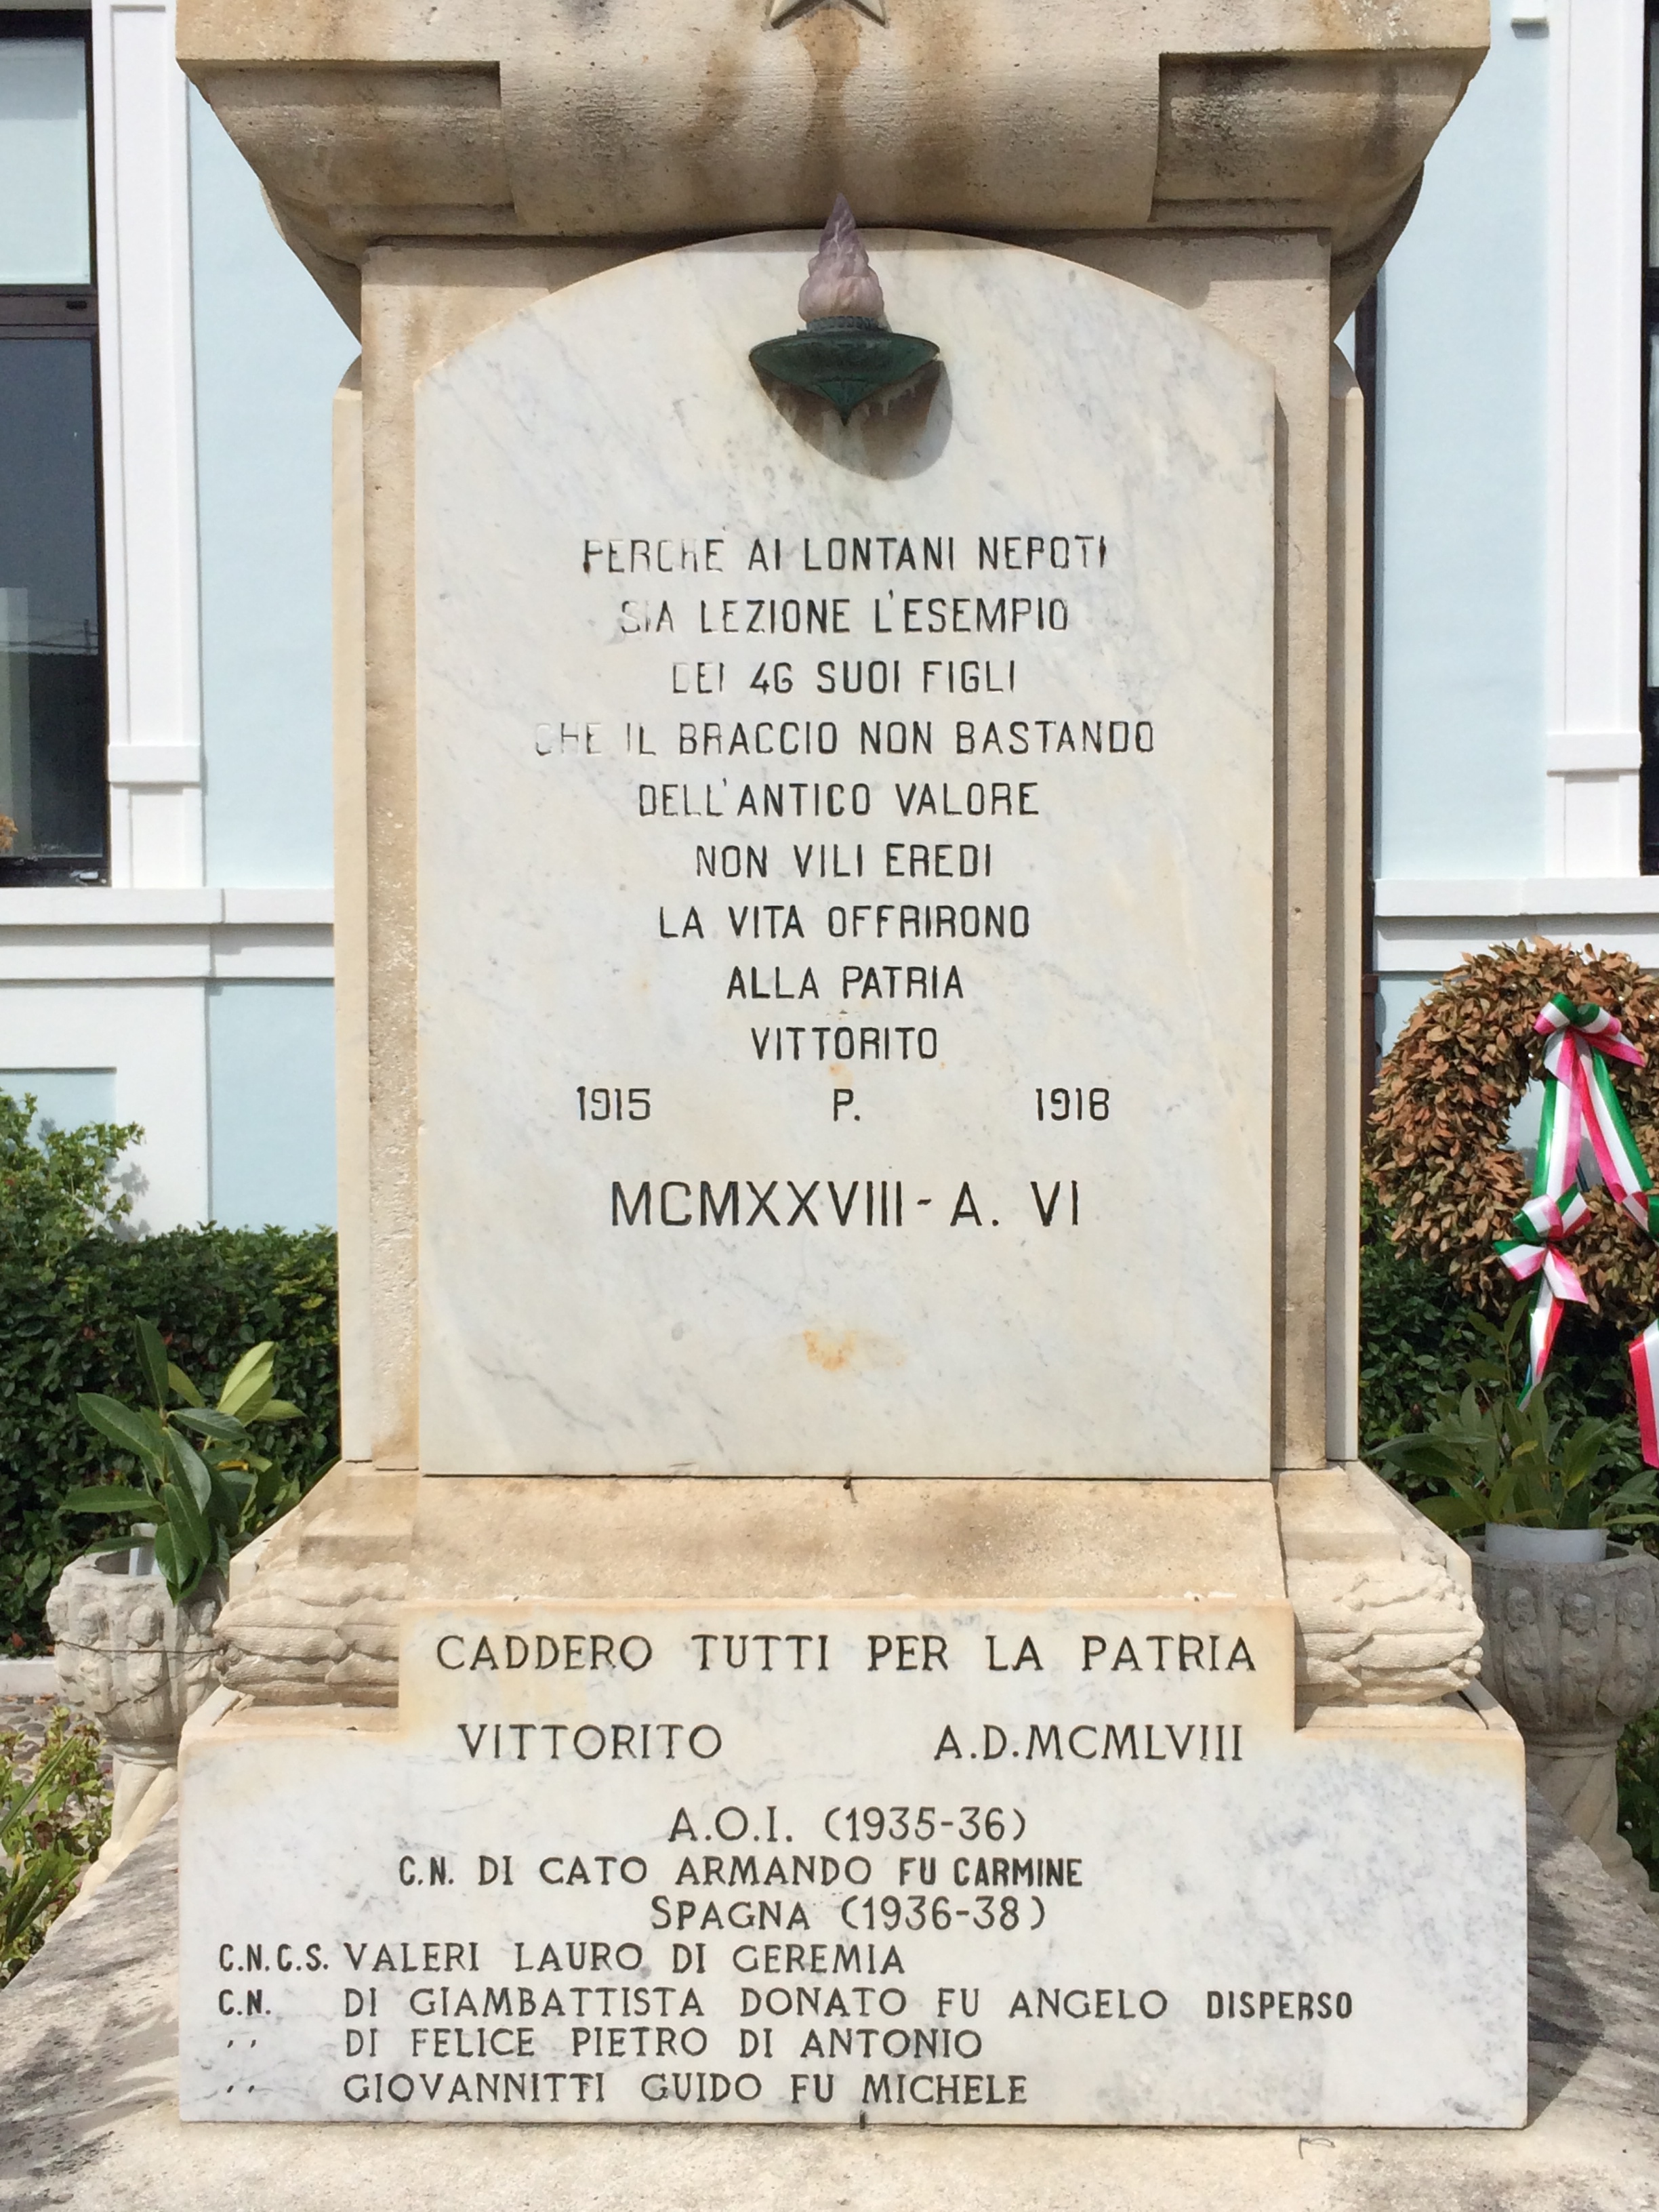 PERCHÉ AI LONTANI NEPOTI
SIA LEZIONE L'ESEMPIO
DEI 46 SUOI FIGLI
CHE IL BRACCIO NON BASTANDO
DELL'ANTICO VALORE
NON VILI EREDI
LA VITA OFFRIRONO
ALLA PATRIA
VITTORITO
1915 P. 1918
MCMXXVIII - A. VI
CADDERO TUTTI PER LA PATRIA
VITTORITO A.D.MCMLVIII
A.O.I. (1935-36)
C.N. DI CATO ARMANDO FU CARMINE
SPAGNA (1936-38)
C.N.C.S. VALERI LAURO DI GEREMIA
C.N. DI GIAMBATTISTA DONATO FU ANGELO DISPERSO
,, DI FELICE PIETRO DI ANTONIO
,, GIOVANNITTI GUIDO FU MICHELE